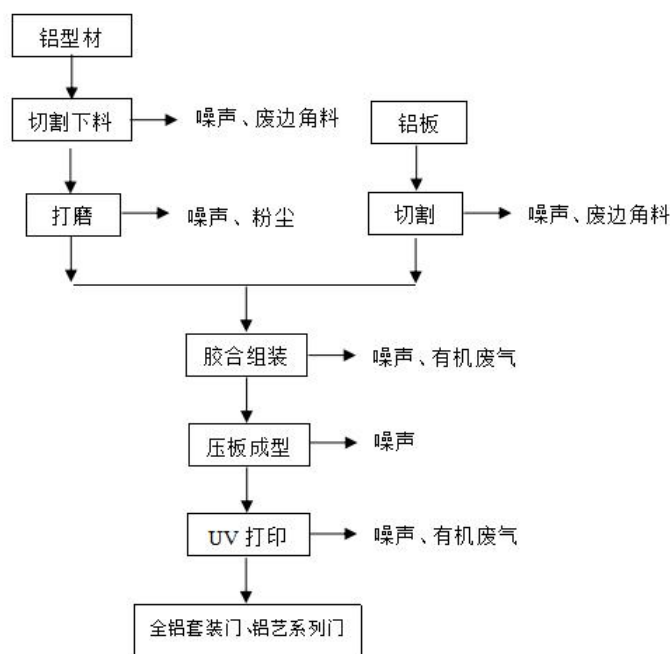 铝型材
切割下料
噪声、废边角料
铝板
打磨
噪声、粉尘
切割
噪声、废边角料
胶合组装
噪声、有机废气
压板成型
噪声
UV 打印
噪声、有机废气
全铝套装门、铝艺系列门